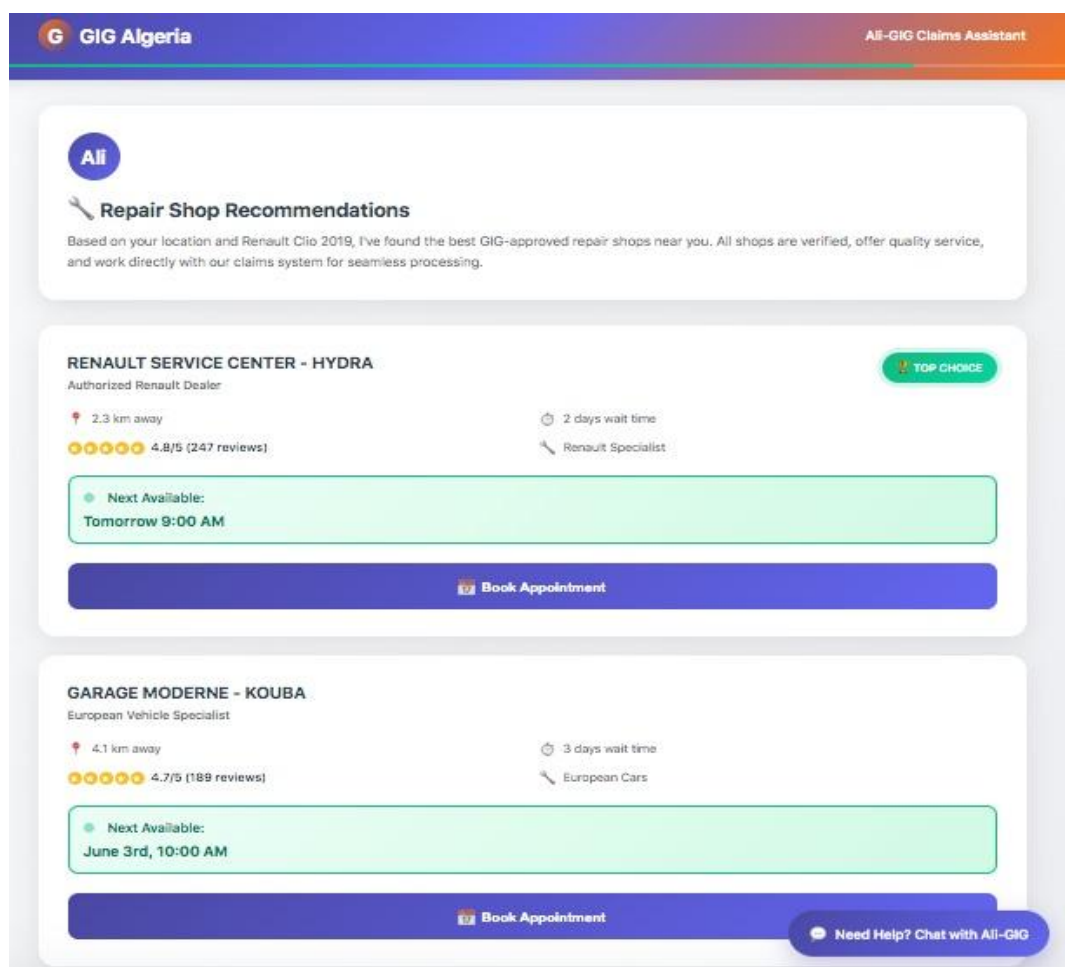 G GIG Algeria
Ali-GIG Claims Assistant
Ali
Repair Shop Recommendations
Based on your location and Renault Clio 2019, I've found the best GIG-approved repair shops near you. All shops are verified, offer quality service,
and work directly with our claims system for seamless processing.
RENAULT SERVICE CENTER - HYDRA
TOP CHOICE
Authorized Renault Dealer
2.3 km away
2 days wait time
4.8/5 (247 reviews)
Renault Specialist
Next Available:
Tomorrow 9:00 AM
Book Appointment
GARAGE MODERNE - KOUBA
European Vehicle Specialist
4.1 km away
3 days wait time
4.7/5 (189 reviews)
European Cars
Next Available:
June 3rd, 10:00 AM
Book Appointment
Need Help? Chat with Ali-GIG